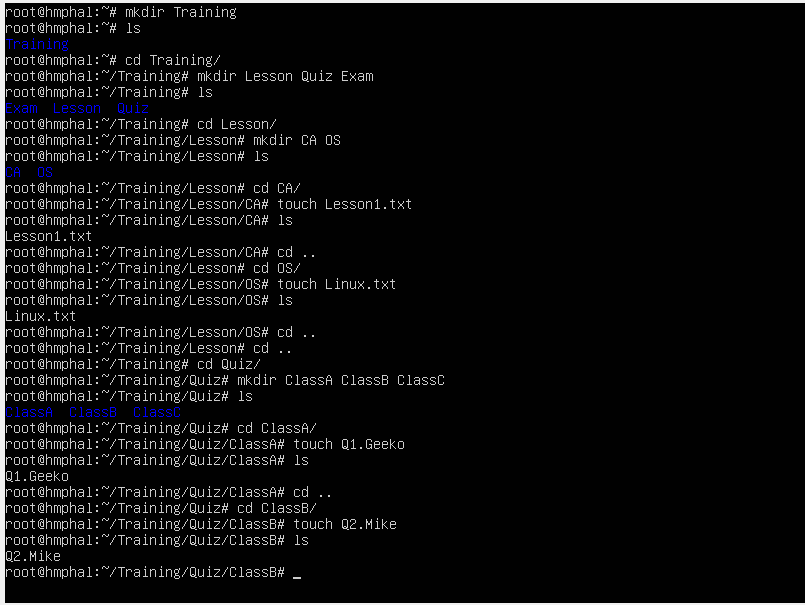 root@hmphal:~# mkdir Training
root@hmphal:~# ls
Training
root@hmphal:~# cd Training/
root@hmphal:~/Training# mkdir Lesson Quiz Exam
root@hmphal:~/Training# ls
Exam  Lesson  Quiz
root@hmphal:~/Training# cd Lesson/
root@hmphal:~/Training/Lesson# mkdir CA OS
root@hmphal:~/Training/Lesson# ls
CA  OS
root@hmphal:~/Training/Lesson# cd CA/
root@hmphal:~/Training/Lesson/CA# touch Lesson1.txt
root@hmphal:~/Training/Lesson/CA# ls
Lesson1.txt
root@hmphal:~/Training/Lesson/CA# cd ..
root@hmphal:~/Training/Lesson# cd OS/
root@hmphal:~/Training/Lesson/OS# touch Linux.txt
root@hmphal:~/Training/Lesson/OS# ls
Linux.txt
root@hmphal:~/Training/Lesson/OS# cd ..
root@hmphal:~/Training/Lesson# cd ..
root@hmphal:~/Training# cd Quiz/
root@hmphal:~/Training/Quiz# mkdir ClassA ClassB ClassC
root@hmphal:~/Training/Quiz# ls
ClassA  ClassB  ClassC
root@hmphal:~/Training/Quiz# cd ClassA/
root@hmphal:~/Training/Quiz/ClassA# touch Q1.Geeko
root@hmphal:~/Training/Quiz/ClassA# ls
Q1.Geeko
root@hmphal:~/Training/Quiz/ClassA# cd ..
root@hmphal:~/Training/Quiz# cd ClassB/
root@hmphal:~/Training/Quiz/ClassB# touch Q2.Mike
root@hmphal:~/Training/Quiz/ClassB# ls
Q2.Mike
root@hmphal:~/Training/Quiz/ClassB# _